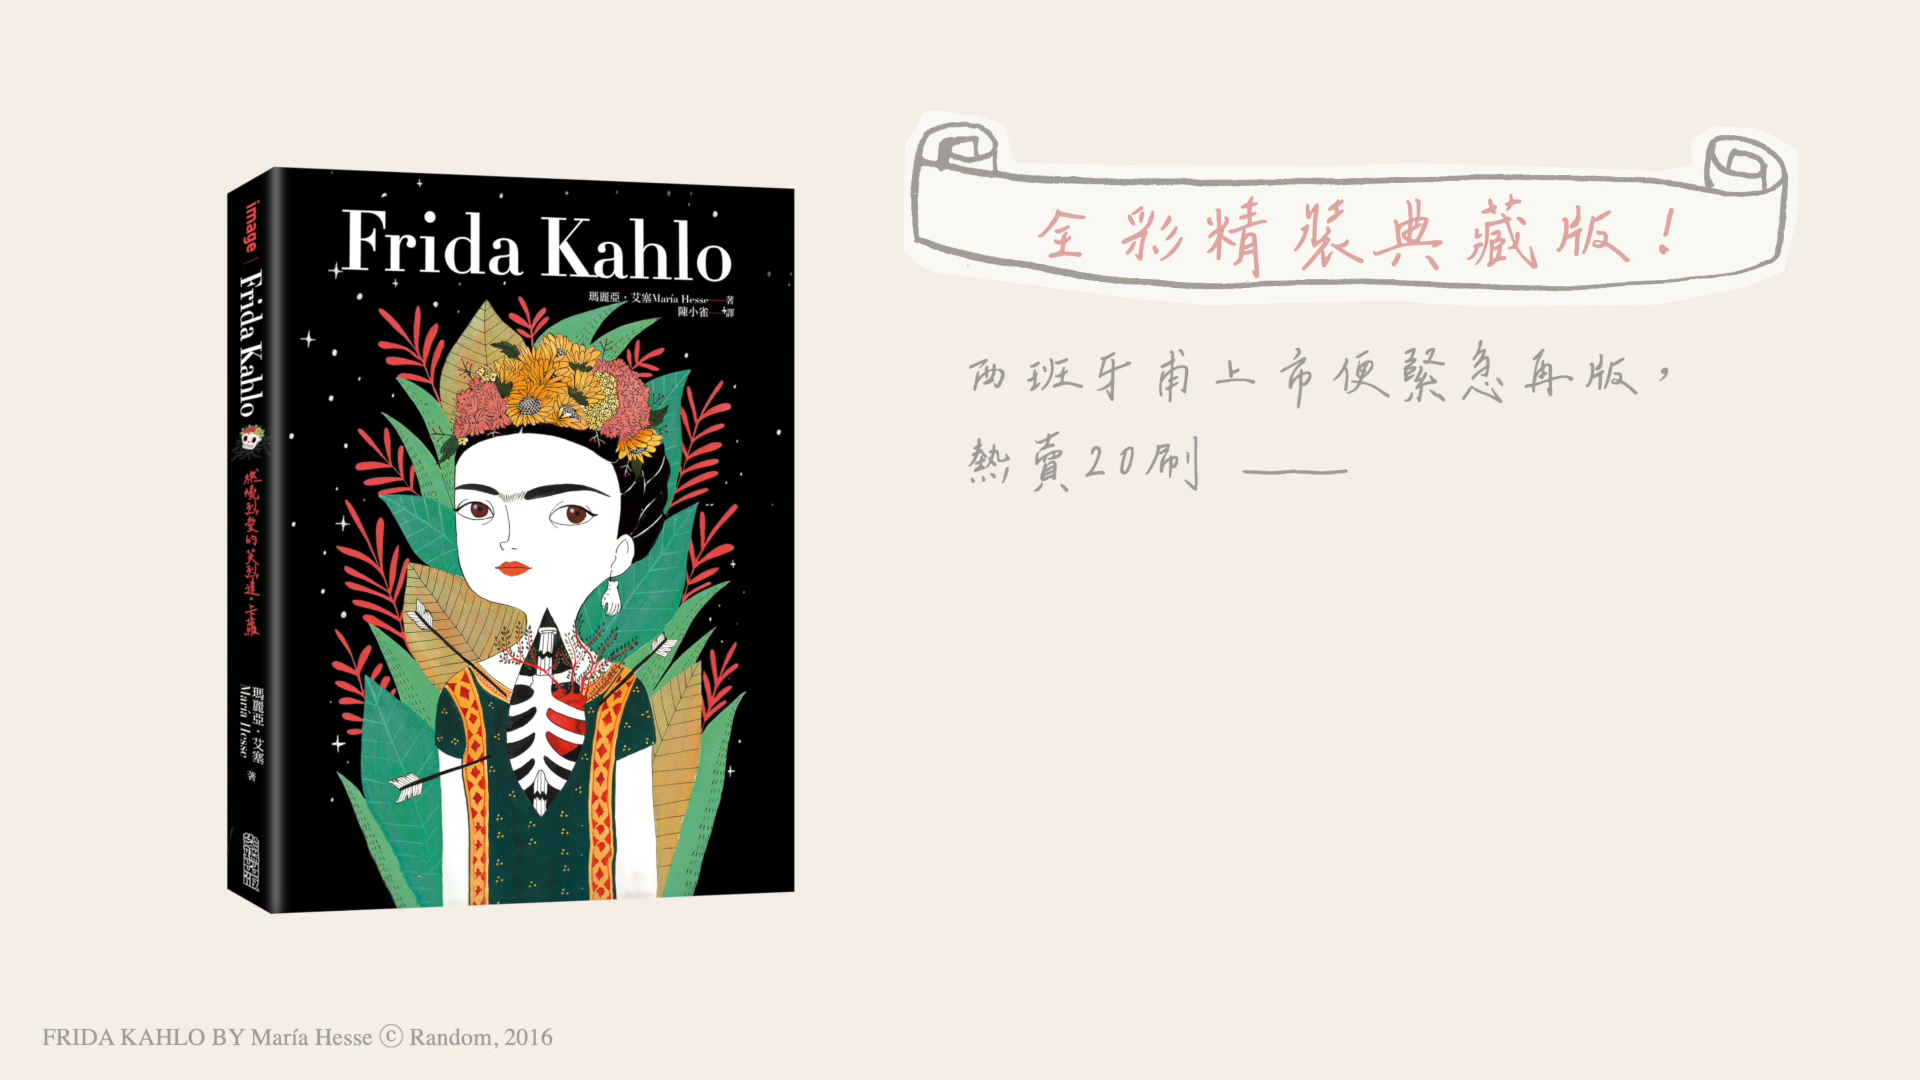 image
Frida Kahlo
燃燒烈愛的芙烈達·卡蘿
瑪麗亞·艾塞
María Hesse
著
Frida Kahlo
瑪麗亞·艾塞María Hesse——著
陳小雀——譯
全彩精裝典藏版！
西班牙甫上市便緊急再版，
熱賣20刷——
FRIDA KAHLO BY María Hesse ⓒ Random, 2016